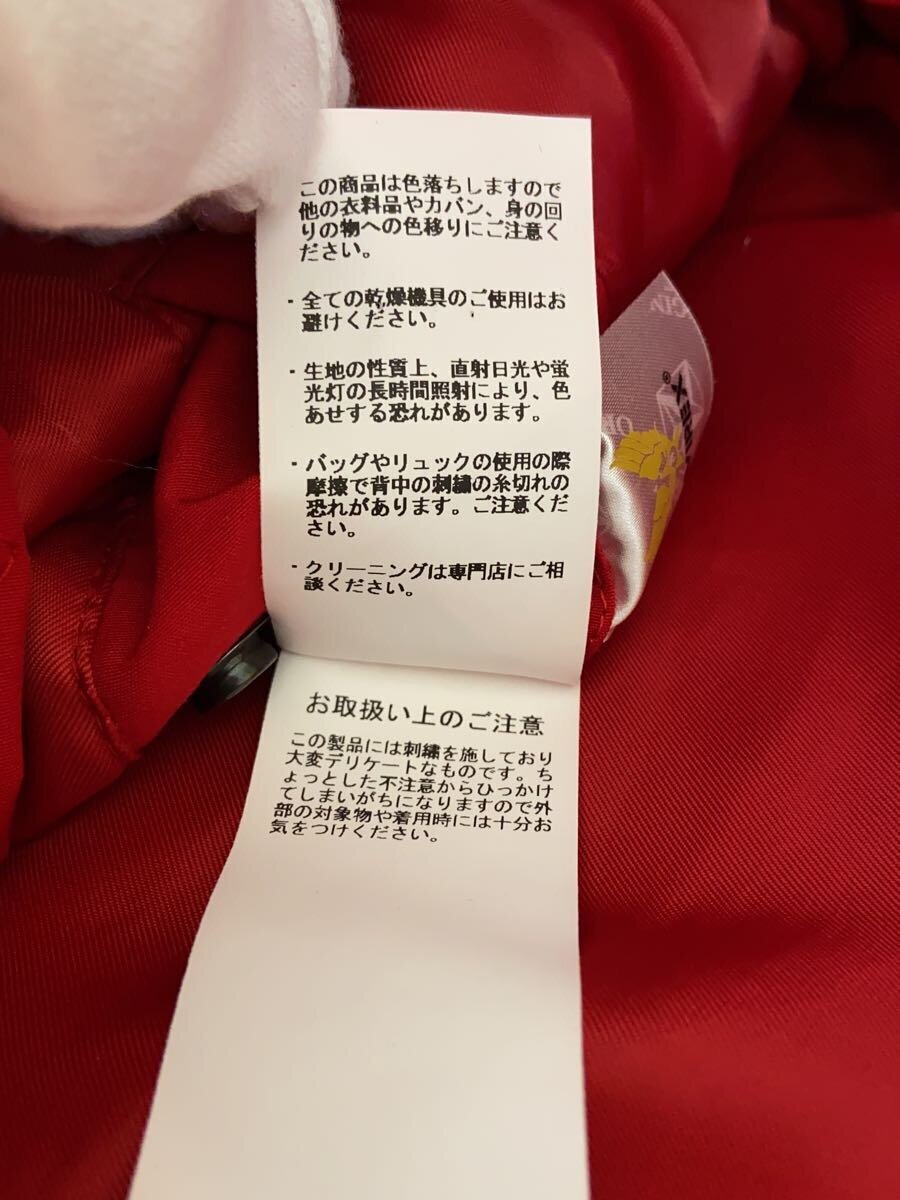 この商品は色落ちしますので
他の衣料品やカバン、身の回
りの物への色移りにご注意く
ださい。
・全ての乾燥機具のご使用はお
避けください。
・生地の性質上、直射日光や蛍
光灯の長時間照射により、色
あせする恐れがあります。
・バッグやリュックの使用の際
摩擦で背中の刺繍の糸切れの
恐れがあります。ご注意くだ
さい。
・クリーニングは専門店にご相
談ください。
お取扱い上のご注意
この製品には刺繍を施しており
大変デリケートなものです。ち
ょっとした不注意からひっかけ
てしまいがちになりますので外
部の対象物や着用時には十分お
気をつけください。